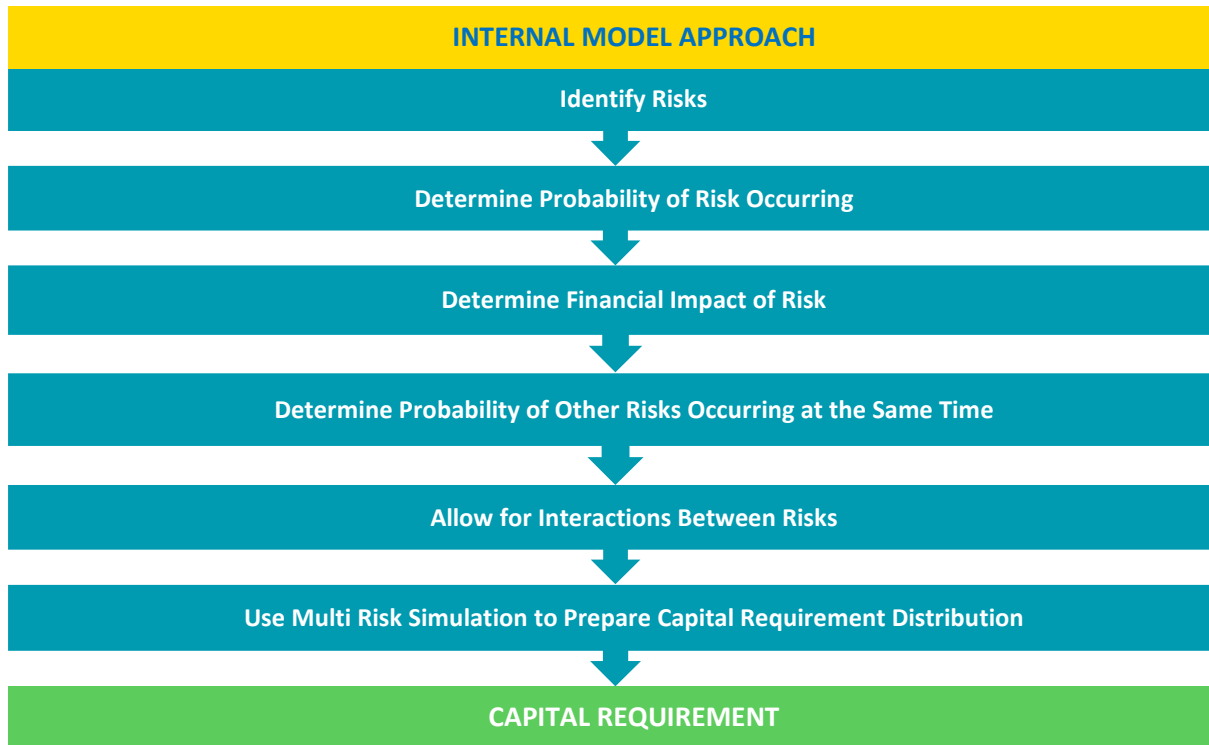 INTERNAL MODEL APPROACH
Identify Risks
Determine Probability of Risk Occurring
Determine Financial Impact of Risk
Determine Probability of Other Risks Occurring at the Same Time
Allow for Interactions Between Risks
Use Multi Risk Simulation to Prepare Capital Requirement Distribution
CAPITAL REQUIREMENT